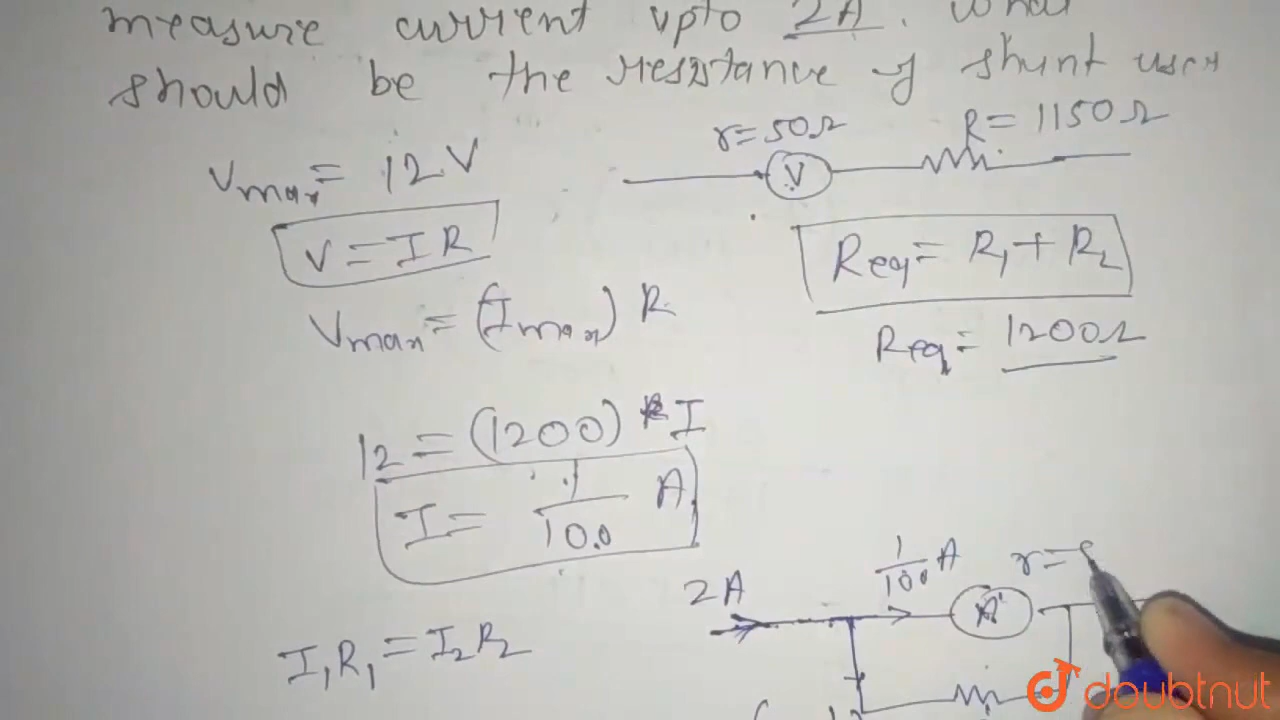 measure current upto 2A. What
should be the resistance of shunt used
r=50Ω R=1150Ω
Vmax = 12V
V
V = IR
Req = R1 + R2
Vmax = (Imax) R
Req = 1200Ω
12 = (1200) I
I = 1/100 A
2A
1/100 A r=
A
I1R1 = I2R2
doubtnut